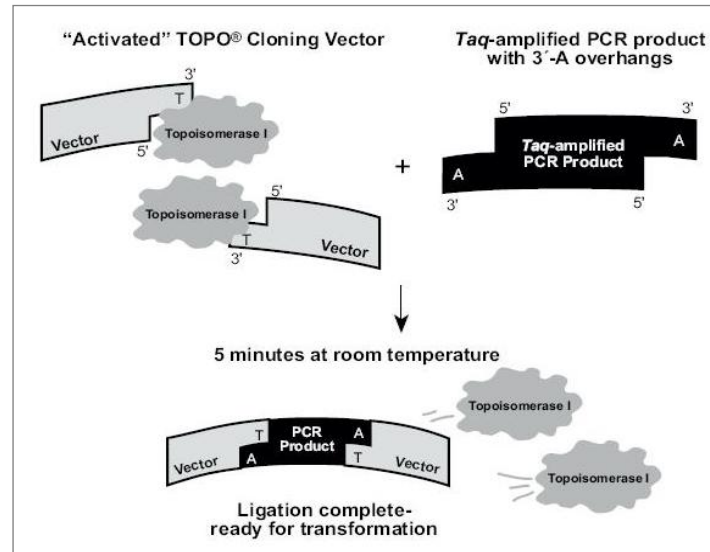 “Activated” TOPO® Cloning Vector
Taq-amplified PCR product
with 3´-A overhangs
3'
T
Topoisomerase I
Vector
5'
5'
Topoisomerase I
T
Vector
3'
+
5'
3'
Taq-amplified
PCR Product
A
A
3'
5'
5 minutes at room temperature
Topoisomerase I
PCR
Product
T
A
Vector
A
T
Vector
Topoisomerase I
Ligation complete-
ready for transformation